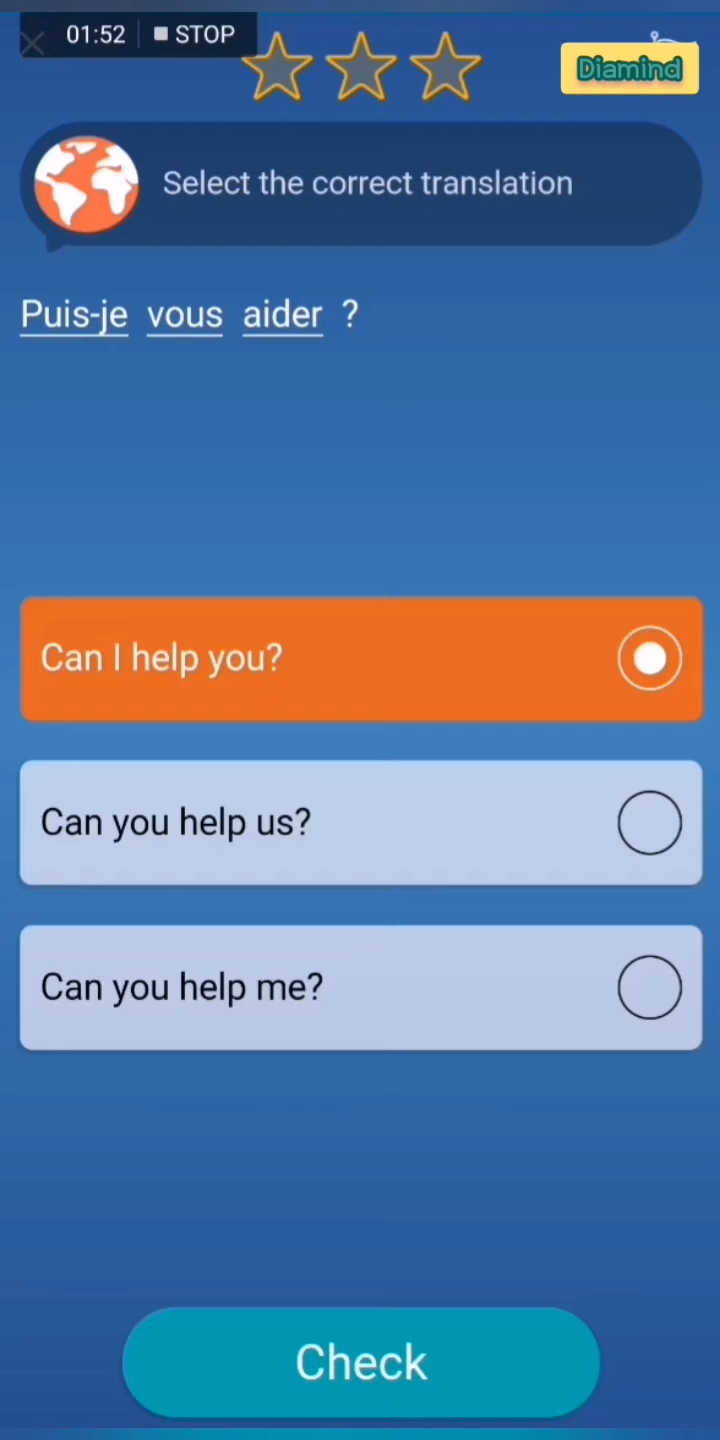 01:52 STOP
Diamind
Select the correct translation
Puis-je vous aider ?
Can I help you?
Can you help us?
Can you help me?
Check